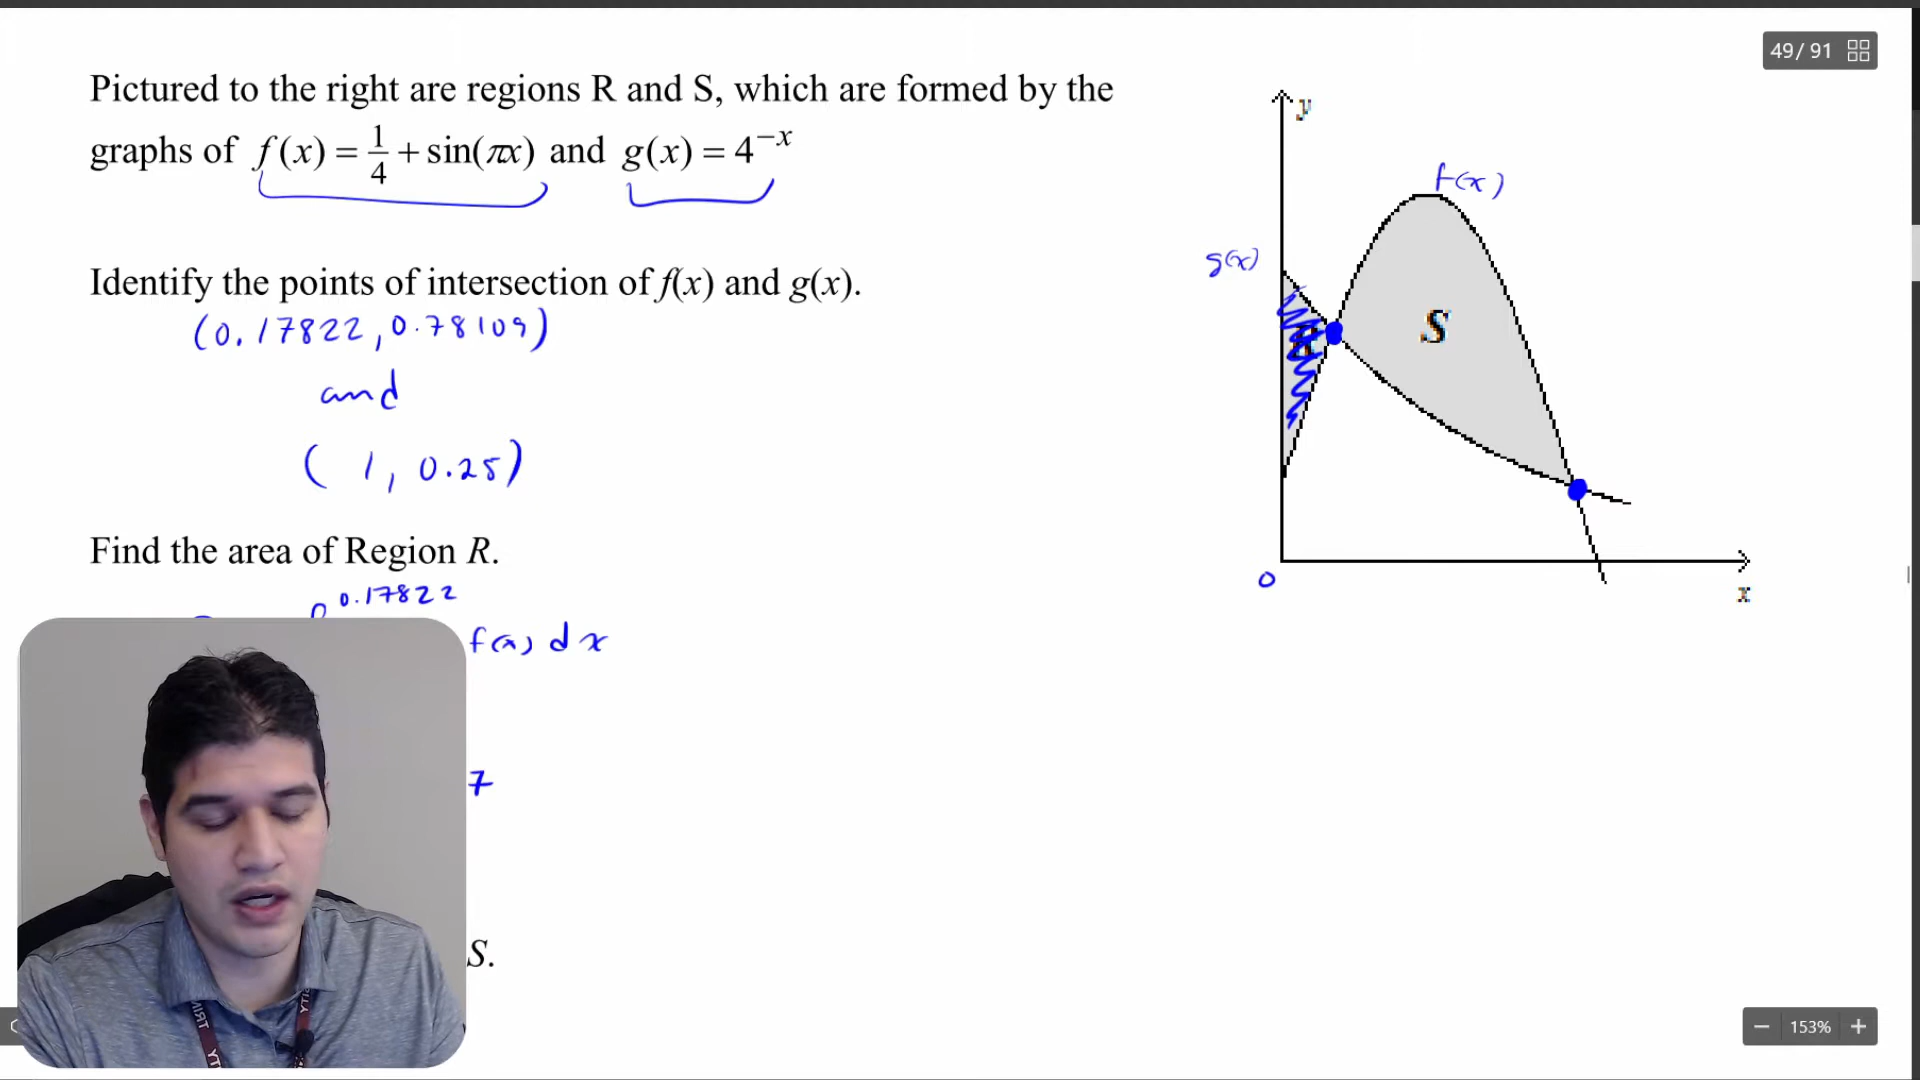 49/ 91
Pictured to the right are regions R and S, which are formed by the
graphs of f(x) = 1/4 + sin(πx) and g(x) = 4^{-x}
y
f(x)
g(x)
Identify the points of intersection of f(x) and g(x).
(0.17822, 0.78109)
S
and
(1, 0.25)
Find the area of Region R.
0
x
0.17822
f(x) dx
7
S.
153%